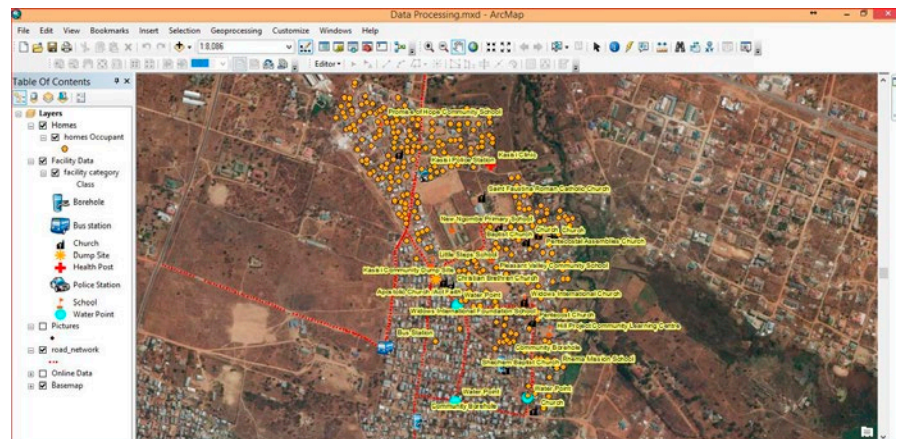 Data Processing.mxd - ArcMap
File Edit View Bookmarks Insert Selection Geoprocessing Customize Windows Help
1:8,086
Editor
Table Of Contents
Layers
Homes
homes Occupant
Facility Data
facility category
Class
Borehole
Bus station
Church
Dump Site
Health Post
Police Station
School
Water Point
Pictures
road_network
Online Data
Basemap
Promise of Hope Community School
Police Station
Clinic
Saint Faustina Roman Catholic Church
New Ngombe Primary School
Baptist Church
Church
Church
Pentecostal Assemblies Church
Little Steps School
Pleasant Valley Community School
Community Dump Site
Christian Brethren Church
Apostolic Church
Faith
Water Point
Widows International Church
Widows International Foundation School
Pentecost Church
Hill Project Community Learning Centre
Bus Station
Community Borehole
Baptist Church
Rhema Mission School
Water Point
Water Point
Community Borehole
Church